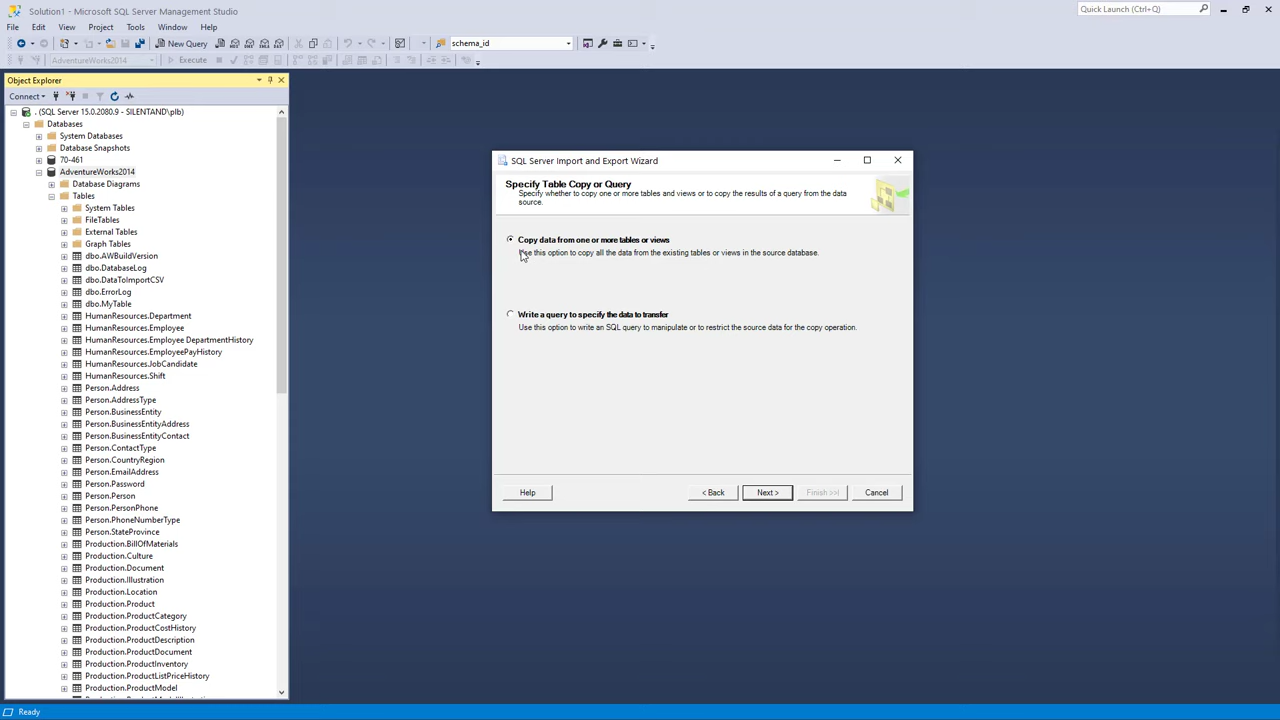 Solution1 - Microsoft SQL Server Management Studio
Quick Launch (Ctrl+Q)
File Edit View Project Tools Window Help
New Query
schema_id
AdventureWorks2014
Execute
Object Explorer
Connect
. (SQL Server 15.0.2080.9 - SILENTAND\plb)
Databases
System Databases
Database Snapshots
70-461
AdventureWorks2014
Database Diagrams
Tables
System Tables
FileTables
External Tables
Graph Tables
dbo.AWBuildVersion
dbo.DatabaseLog
dbo.DataToImportCSV
dbo.ErrorLog
dbo.MyTable
HumanResources.Department
HumanResources.Employee
HumanResources.Employee DepartmentHistory
HumanResources.EmployeePayHistory
HumanResources.JobCandidate
HumanResources.Shift
Person.Address
Person.AddressType
Person.BusinessEntity
Person.BusinessEntityAddress
Person.BusinessEntityContact
Person.ContactType
Person.CountryRegion
Person.EmailAddress
Person.Password
Person.Person
Person.PersonPhone
Person.PhoneNumberType
Person.StateProvince
Production.BillOfMaterials
Production.Culture
Production.Document
Production.Illustration
Production.Location
Production.Product
Production.ProductCategory
Production.ProductCostHistory
Production.ProductDescription
Production.ProductDocument
Production.ProductInventory
Production.ProductListPriceHistory
Production.ProductModel
SQL Server Import and Export Wizard
Specify Table Copy or Query
Specify whether to copy one or more tables and views or to copy the results of a query from the data
source.
Copy data from one or more tables or views
Use this option to copy all the data from the existing tables or views in the source database.
Write a query to specify the data to transfer
Use this option to write an SQL query to manipulate or to restrict the source data for the copy operation.
Help
< Back
Next >
Finish >>|
Cancel
Ready